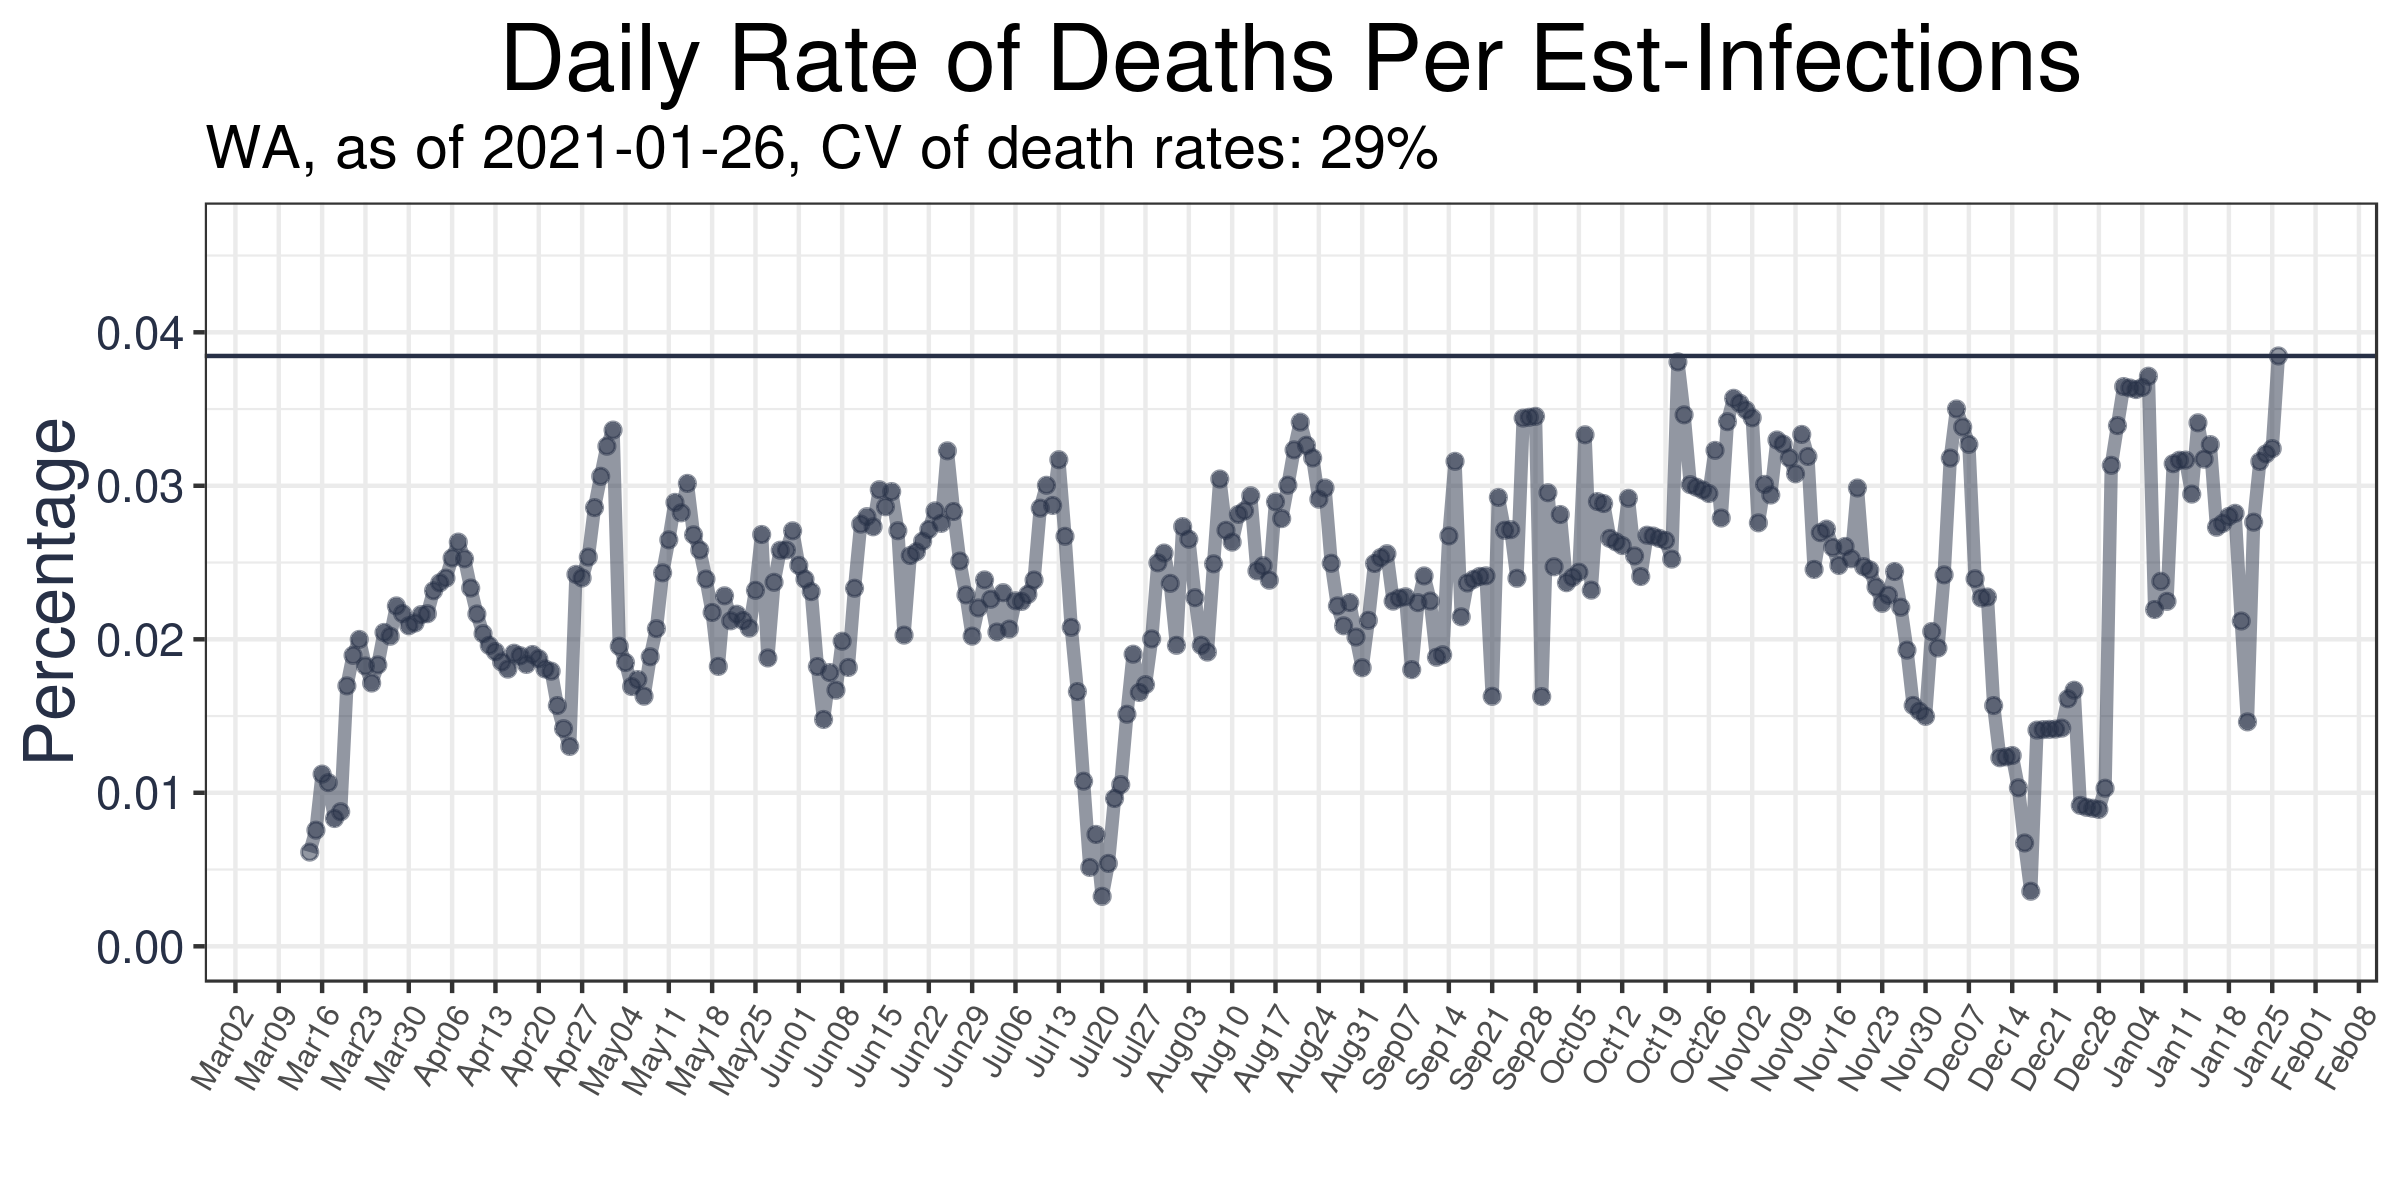 Daily Rate of Deaths Per Est-Infections
WA, as of 2021-01-26, CV of death rates: 29%
Percentage
0.04
0.03
0.02
0.01
0.00
Mar02 Mar09 Mar16 Mar23 Mar30 Apr06 Apr13 Apr20 Apr27 May04 May11 May18 May25 Jun01 Jun08 Jun15 Jun22 Jun29 Jul06 Jul13 Jul20 Jul27 Aug03 Aug10 Aug17 Aug24 Aug31 Sep07 Sep14 Sep21 Sep28 Oct05 Oct12 Oct19 Oct26 Nov02 Nov09 Nov16 Nov23 Nov30 Dec07 Dec14 Dec21 Dec28 Jan04 Jan11 Jan18 Jan25 Feb01 Feb08